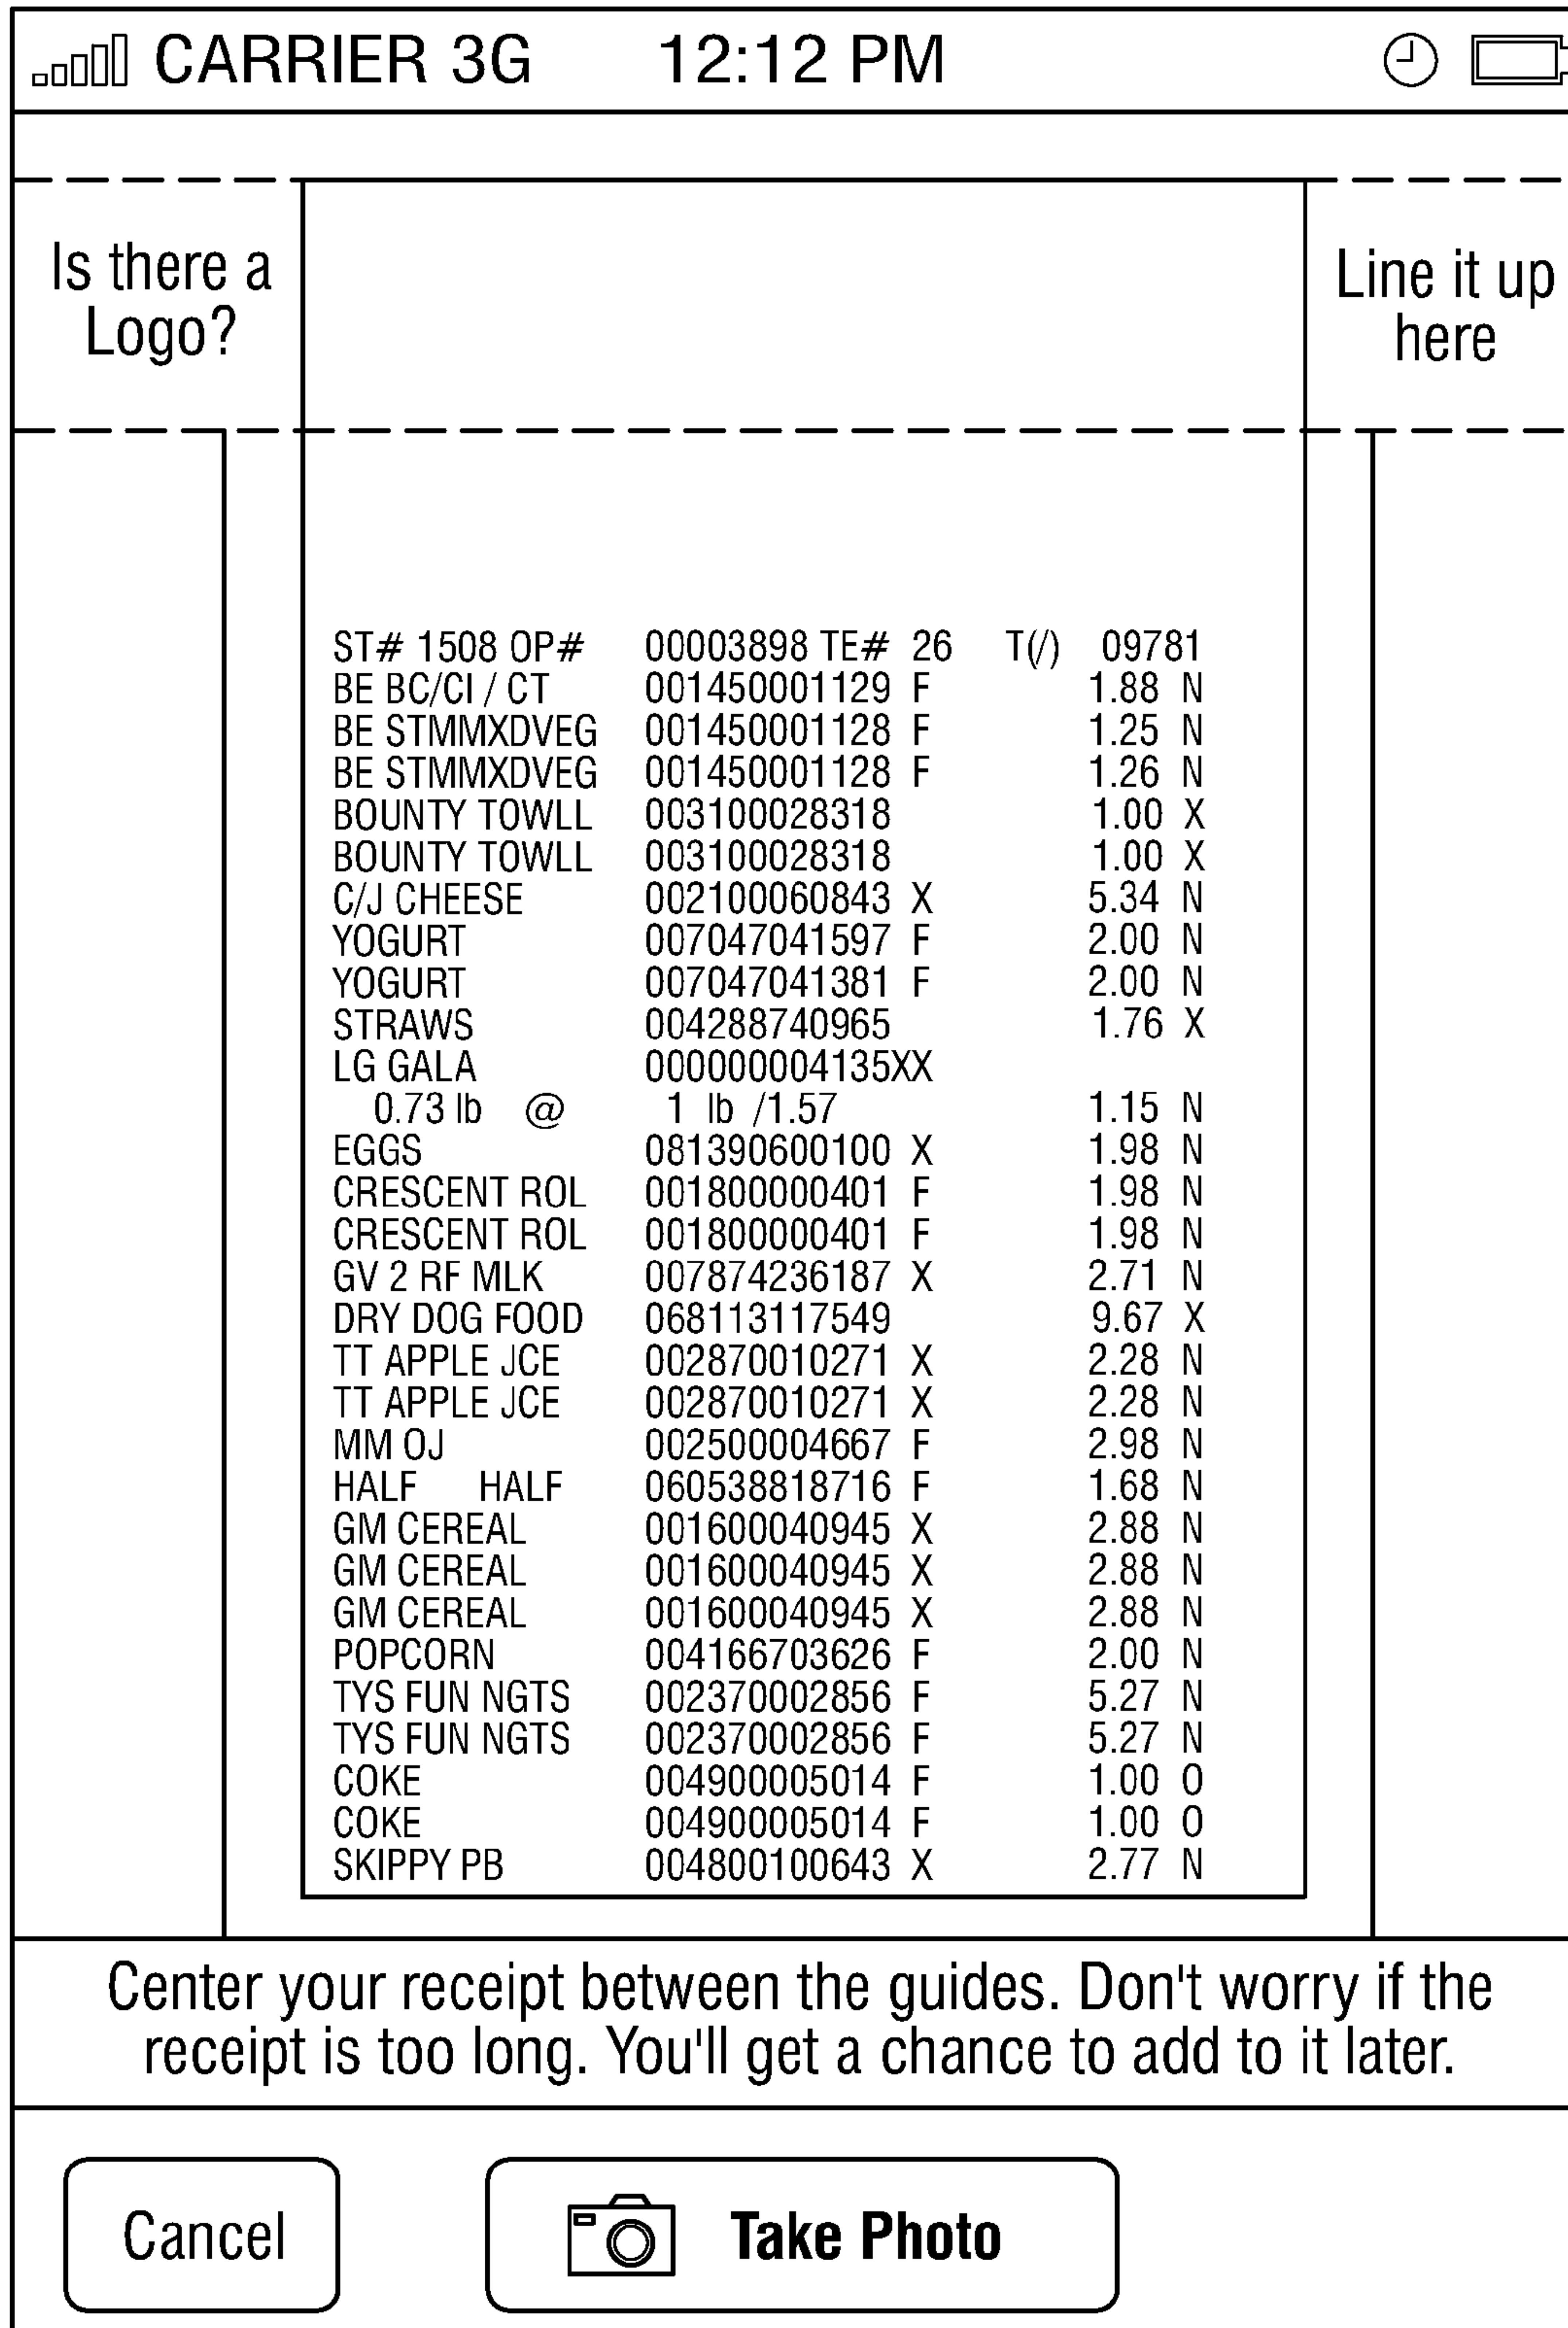 CARRIER 3G 12:12 PM
Is there a
Logo?
Line it up
here
ST# 1508 OP# 00003898 TE# 26 T(/) 09781
BE BC/CI / CT 001450001129 F 1.88 N
BE STMMXDVEG 001450001128 F 1.25 N
BE STMMXDVEG 001450001128 F 1.26 N
BOUNTY TOWLL 003100028318 1.00 X
BOUNTY TOWLL 003100028318 1.00 X
C/J CHEESE 002100060843 X 5.34 N
YOGURT 007047041597 F 2.00 N
YOGURT 007047041381 F 2.00 N
STRAWS 004288740965 1.76 X
LG GALA 000000004135XX
0.73 lb @ 1 lb /1.57 1.15 N
EGGS 081390600100 X 1.98 N
CRESCENT ROL 001800000401 F 1.98 N
CRESCENT ROL 001800000401 F 1.98 N
GV 2 RF MLK 007874236187 X 2.71 N
DRY DOG FOOD 068113117549 9.67 X
TT APPLE JCE 002870010271 X 2.28 N
TT APPLE JCE 002870010271 X 2.28 N
MM OJ 002500004667 F 2.98 N
HALF HALF 060538818716 F 1.68 N
GM CEREAL 001600040945 X 2.88 N
GM CEREAL 001600040945 X 2.88 N
GM CEREAL 001600040945 X 2.88 N
POPCORN 004166703626 F 2.00 N
TYS FUN NGTS 002370002856 F 5.27 N
TYS FUN NGTS 002370002856 F 5.27 N
COKE 004900005014 F 1.00 O
COKE 004900005014 F 1.00 O
SKIPPY PB 004800100643 X 2.77 N
Center your receipt between the guides. Don't worry if the
receipt is too long. You'll get a chance to add to it later.
Cancel
Take Photo